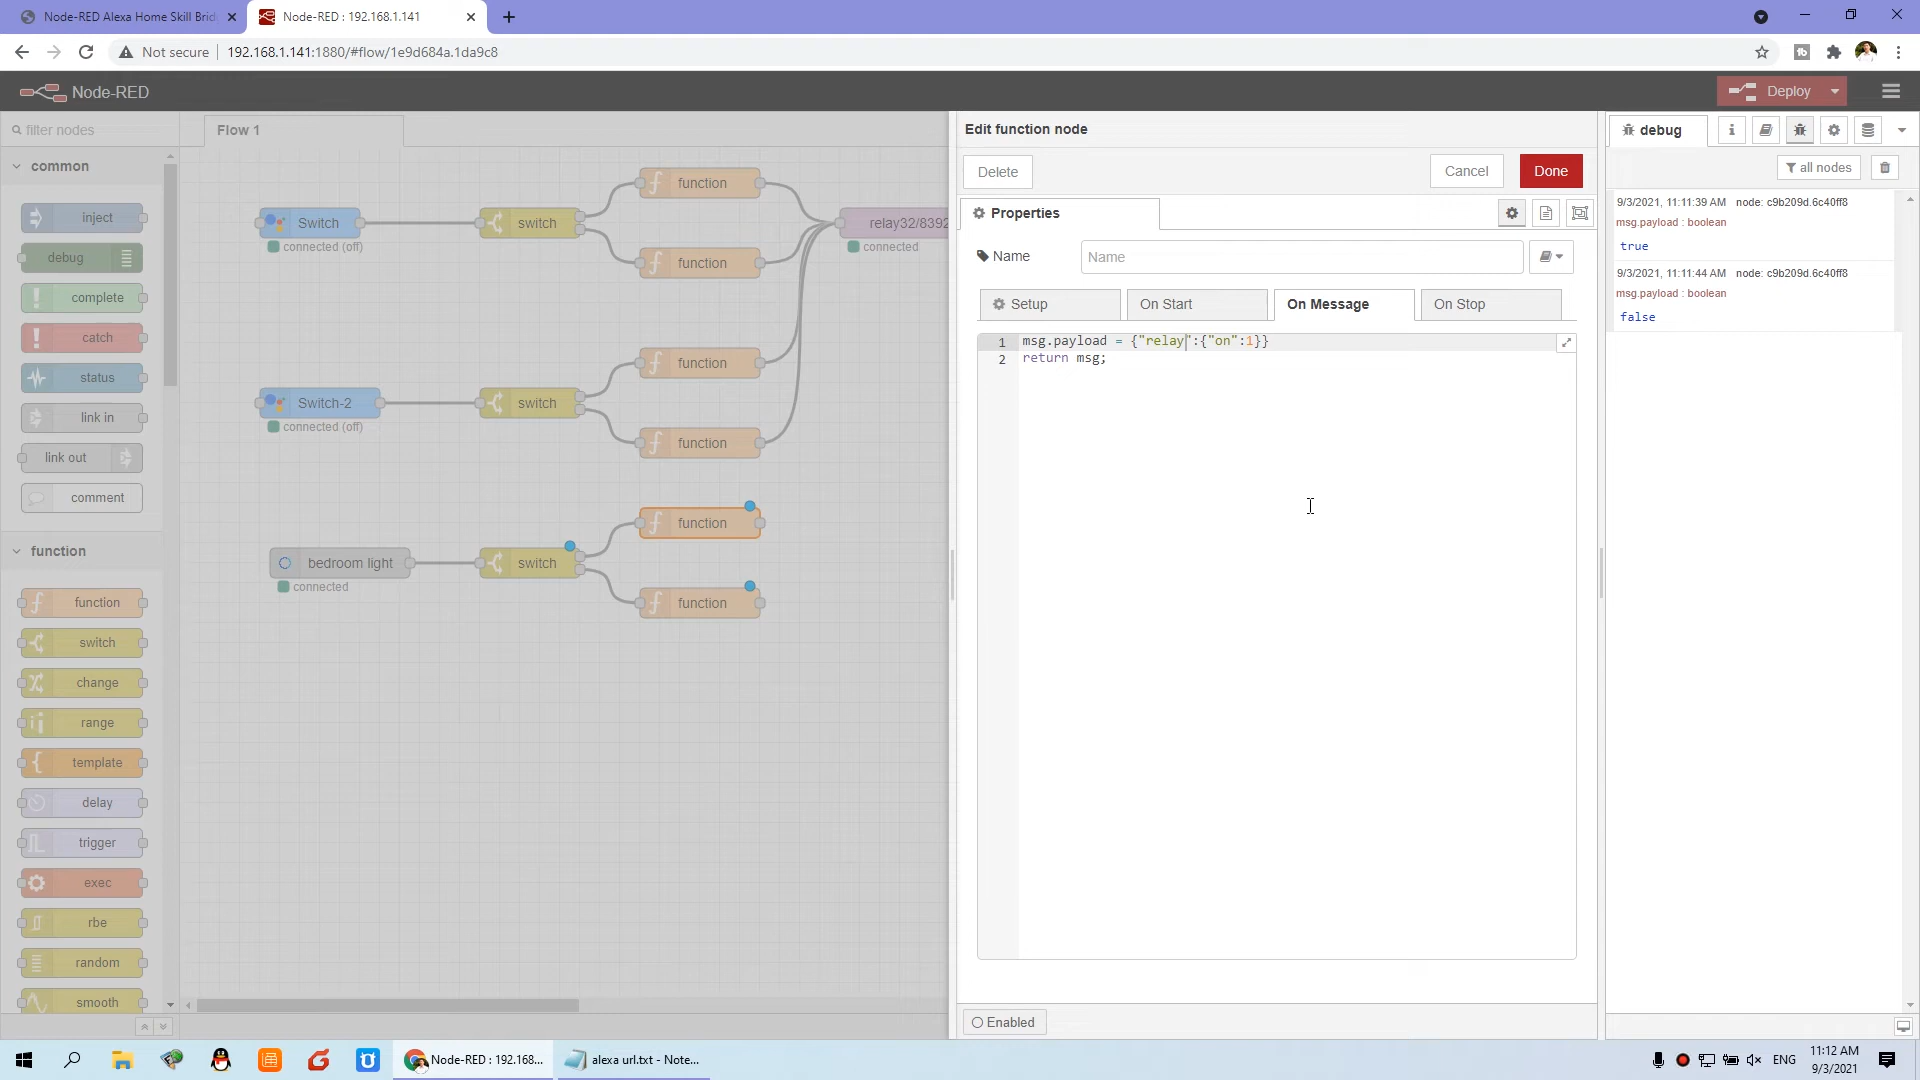 Node-RED Alexa Home Skill Brid
Node-RED : 192.168.1.141
Not secure
192.168.1.141:1880/#flow/1e9d684a.1da9c8
Node-RED
Deploy
filter nodes
common
inject
debug
complete
catch
status
link in
link out
comment
function
function
switch
change
range
template
delay
trigger
exec
rbe
random
smooth
Flow 1
Switch
connected (off)
switch
function
function
relay32/8392
connected
Switch-2
connected (off)
switch
function
function
bedroom light
connected
switch
function
function
Edit function node
Delete
Cancel
Done
Properties
Name
Name
Setup
On Start
On Message
On Stop
1 msg.payload = {"relay":{"on":1}}
2 return msg;
Enabled
debug
all nodes
9/3/2021, 11:11:39 AM node: c9b209d.6c40ff8
msg.payload : boolean
true
9/3/2021, 11:11:44 AM node: c9b209d.6c40ff8
msg.payload : boolean
false
Node-RED : 192.168...
alexa url.txt - Note...
ENG
11:12 AM
9/3/2021